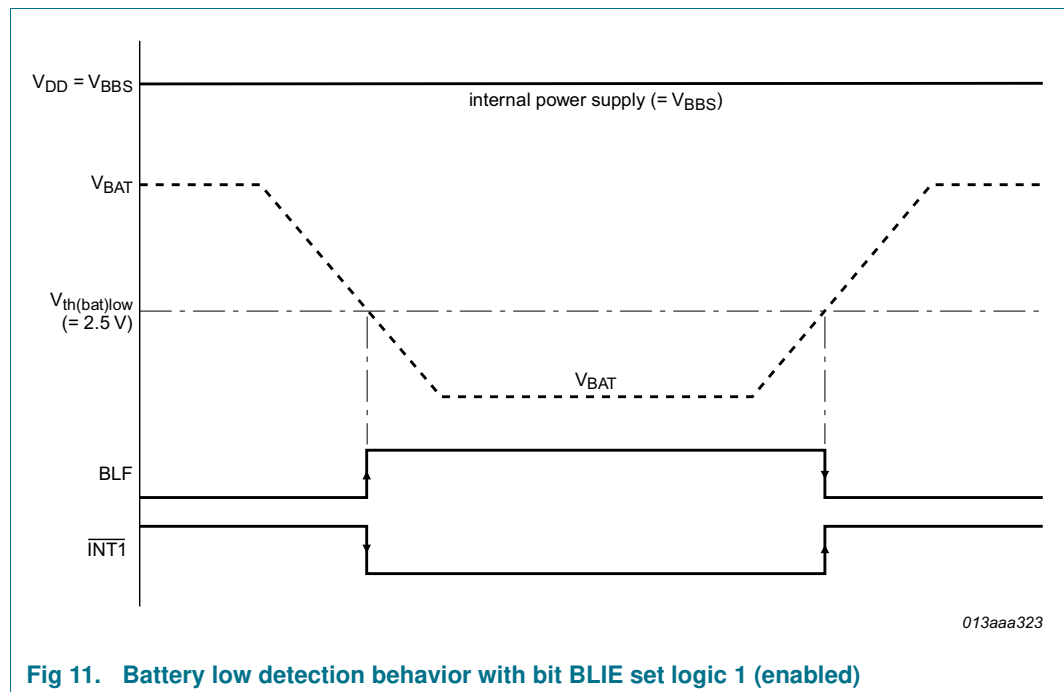 VDD = VBBS
internal power supply (= VBBS)
VBAT
Vth(bat)low
(= 2.5 V)
VBAT
BLF
INT1
013aaa323
Fig 11. Battery low detection behavior with bit BLIE set logic 1 (enabled)